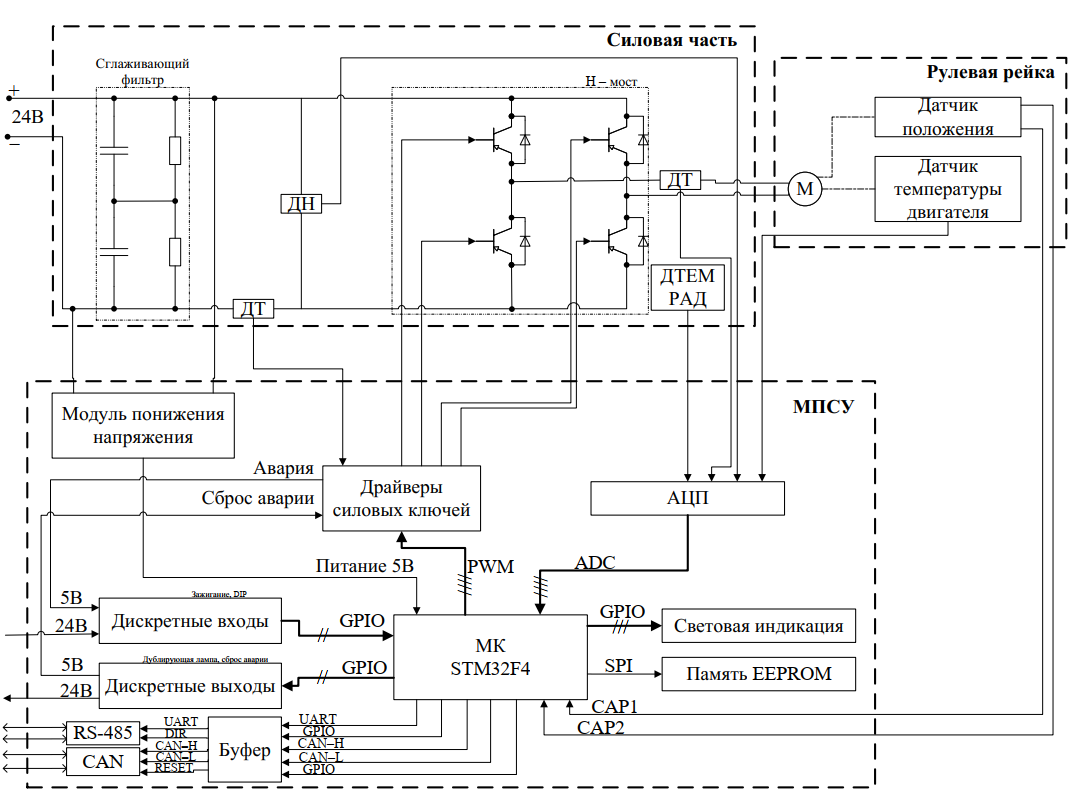 Силовая часть
Сглаживающий
фильтр
H – мост
Рулевая рейка
+
24В
–
Датчик
положения
Датчик
температуры
двигателя
М
ДН
ДТ
ДТ
ДТЕМ
РАД
МПСУ
Модуль понижения
напряжения
Авария
Сброс аварии
Драйверы
силовых ключей
АЦП
Питание 5В
PWM
ADC
5В
24В
Зажигание, DIP
Дискретные входы
GPIO
МК
STM32F4
GPIO
Световая индикация
5В
24В
Дублирующая лампа, сброс аварии
Дискретные выходы
GPIO
SPI
Память EEPROM
CAP1
CAP2
RS-485
CAN
UART
DIR
CAN–H
CAN–L
RESET
Буфер
UART
GPIO
CAN–H
CAN–L
GPIO